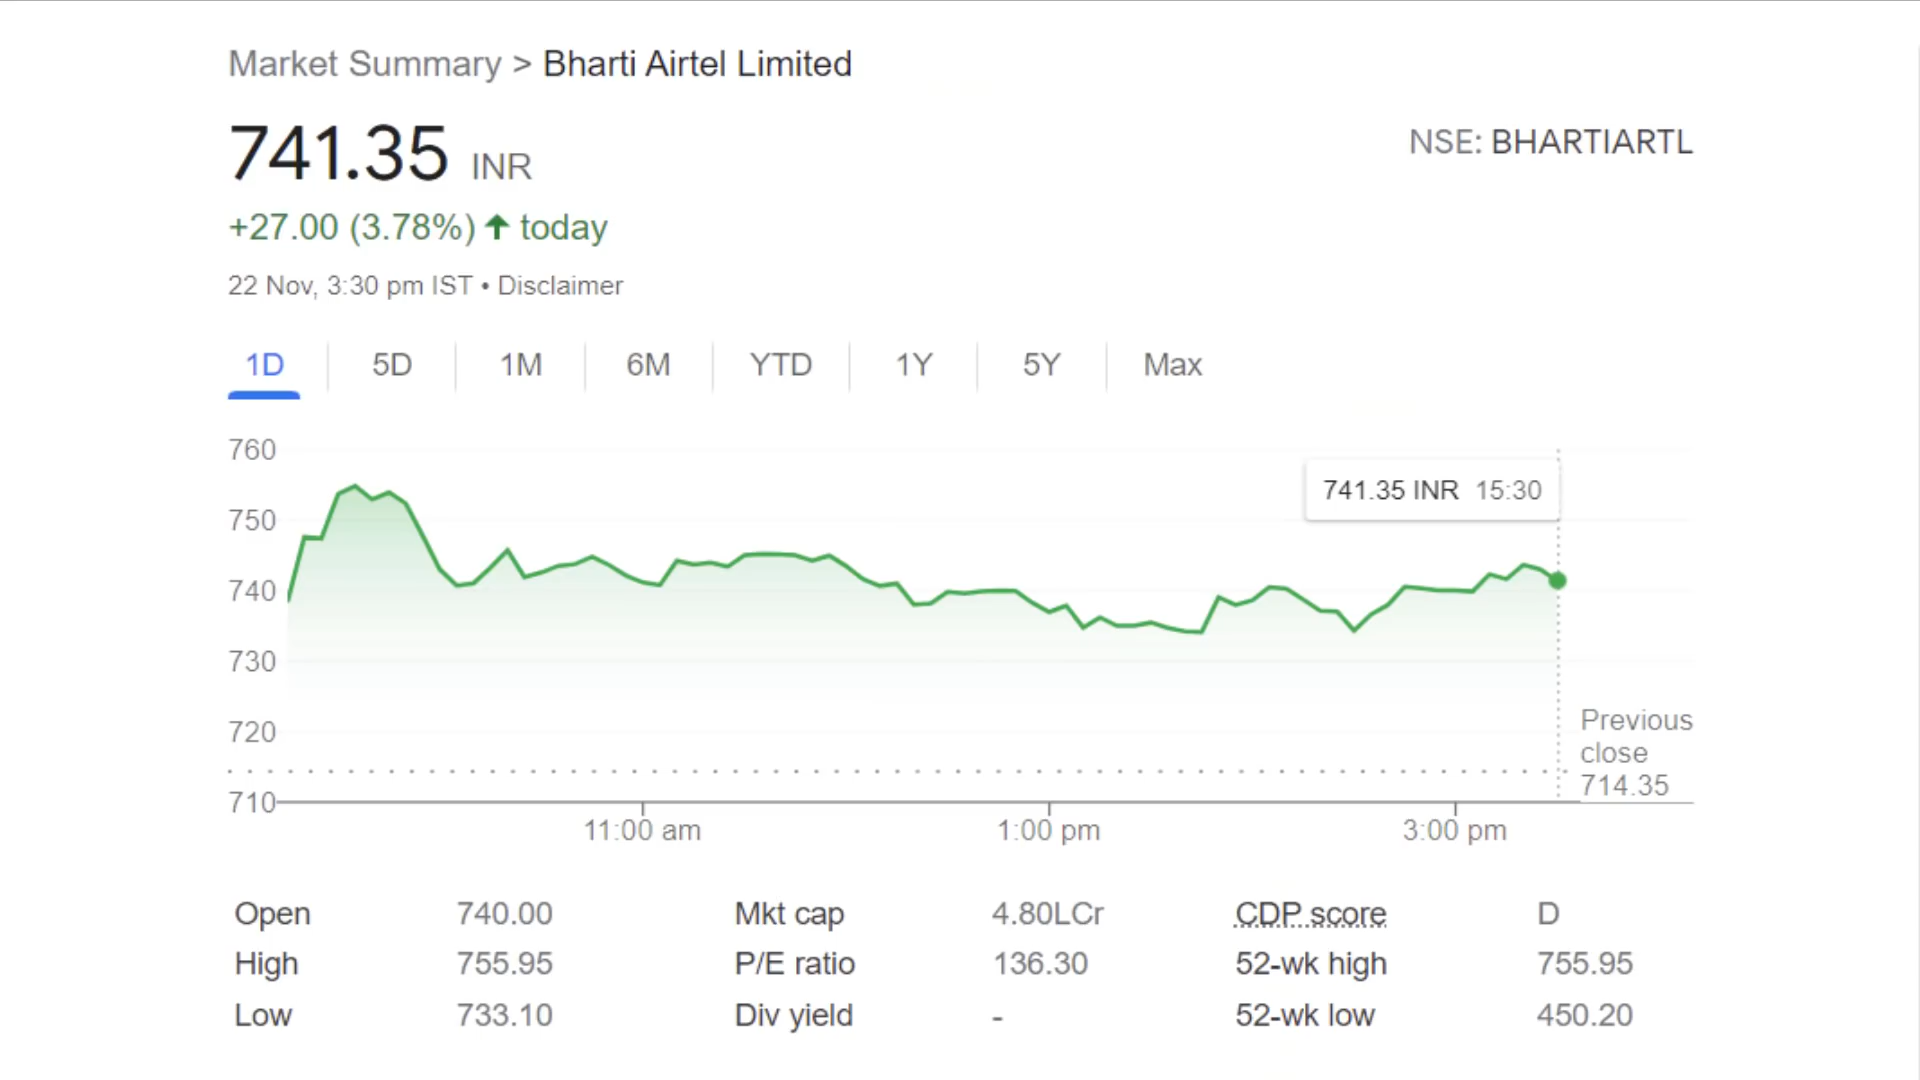 Market Summary > Bharti Airtel Limited
741.35 INR
NSE: BHARTIARTL
+27.00 (3.78%) ↑ today
22 Nov, 3:30 pm IST • Disclaimer
1D 5D 1M 6M YTD 1Y 5Y Max
760
741.35 INR 15:30
750
740
730
720
Previous
close
714.35
710
11:00 am 1:00 pm 3:00 pm
Open 740.00 Mkt cap 4.80LCr CDP score D
High 755.95 P/E ratio 136.30 52-wk high 755.95
Low 733.10 Div yield - 52-wk low 450.20